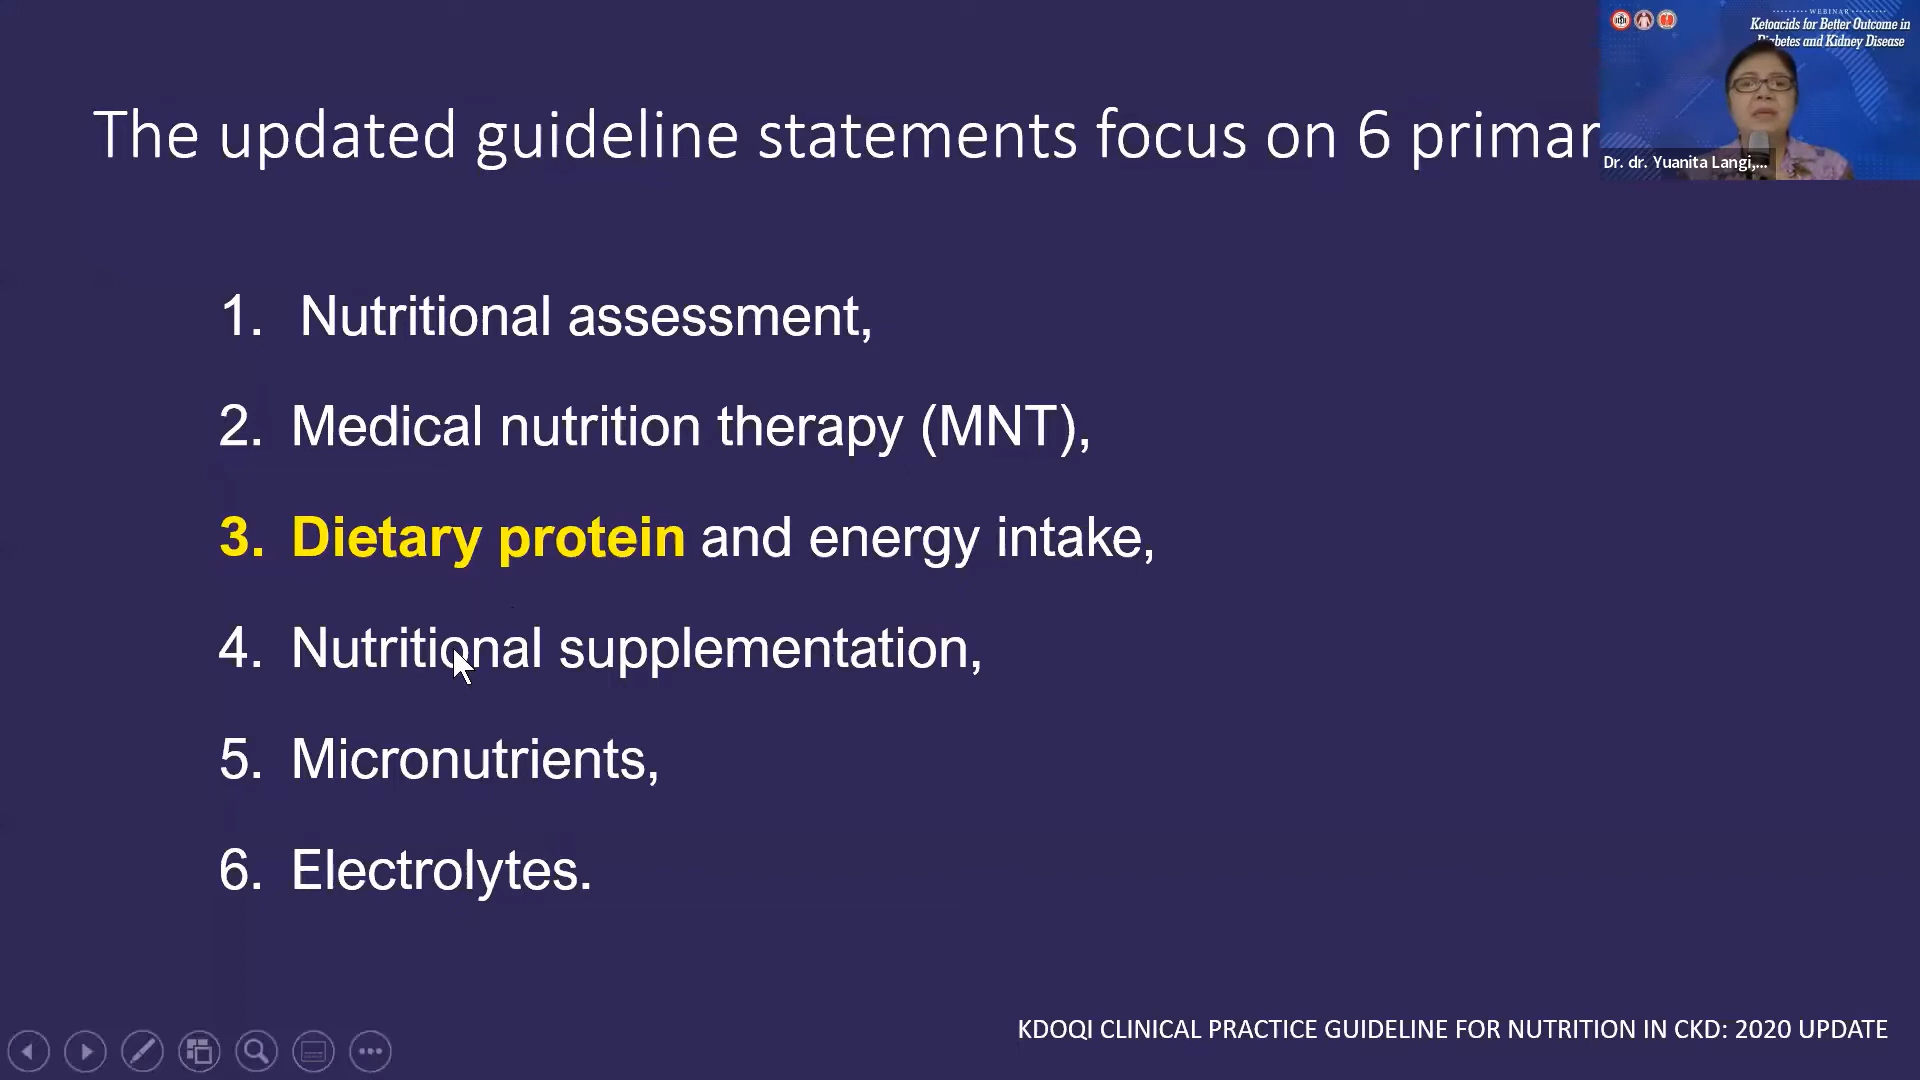 WEBINAR
Ketoacids for Better Outcome in
Diabetes and Kidney Disease
Dr. dr. Yuanita Langi,...
The updated guideline statements focus on 6 primar
1. Nutritional assessment,
2. Medical nutrition therapy (MNT),
3. Dietary protein and energy intake,
4. Nutritional supplementation,
5. Micronutrients,
6. Electrolytes.
KDOQI CLINICAL PRACTICE GUIDELINE FOR NUTRITION IN CKD: 2020 UPDATE